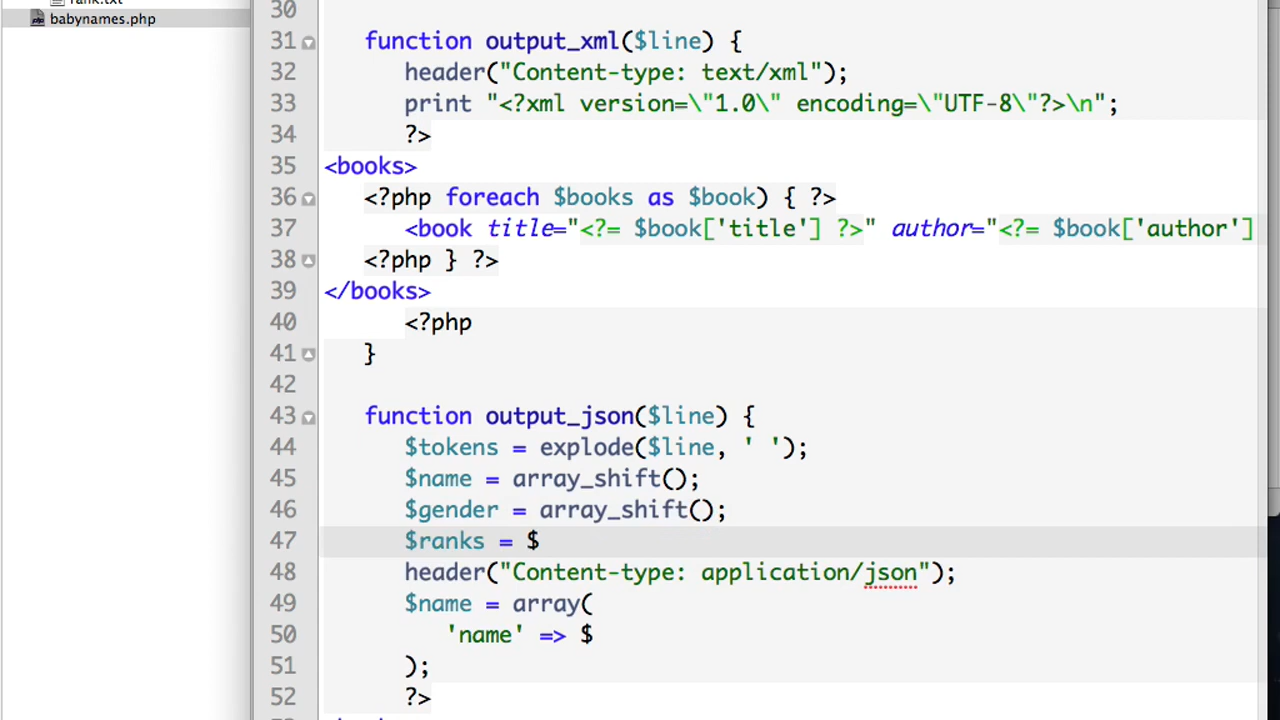 rank.txt
babynames.php
30
31 function output_xml($line) {
32 header("Content-type: text/xml");
33 print "<?xml version=\"1.0\" encoding=\"UTF-8\"?>\n";
34 ?>
35 <books>
36 <?php foreach $books as $book) { ?>
37 <book title="<?= $book['title'] ?>" author="<?= $book['author']
38 <?php } ?>
39 </books>
40 <?php
41 }
42
43 function output_json($line) {
44 $tokens = explode($line, ' ');
45 $name = array_shift();
46 $gender = array_shift();
47 $ranks = $
48 header("Content-type: application/json");
49 $name = array(
50 'name' => $
51 );
52 ?>